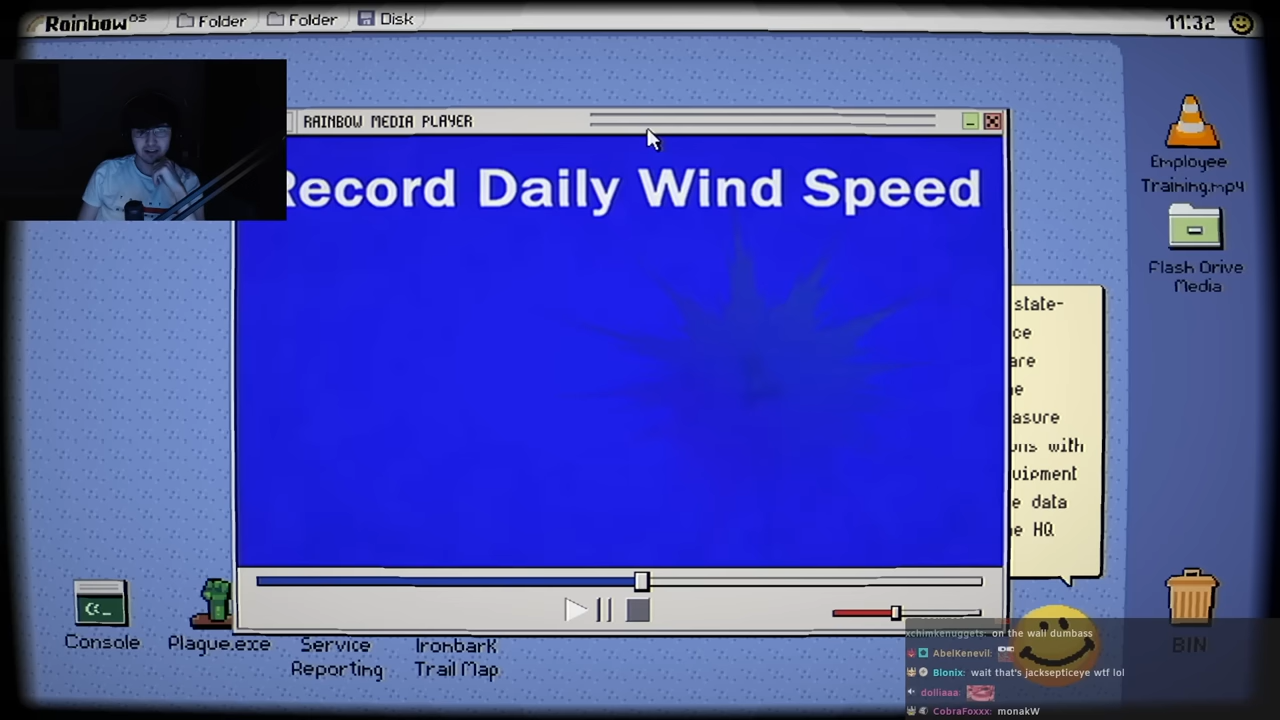 Rainbow OS
Folder
Folder
Disk
11:32
RAINBOW MEDIA PLAYER
Record Daily Wind Speed
Employee
Training.mp4
Flash Drive
Media
state-
ce
are
e
asure
ons with
uipment
e data
e HQ
Console
Plague.exe
Service
Reporting
Ironbark
Trail Map
BIN
xchimkenuggets: on the wall dumbass
AbelKenevil:
Blonix: wait that's jacksepticeye wtf lol
dolliaaa:
CobraFoxxx: monakW